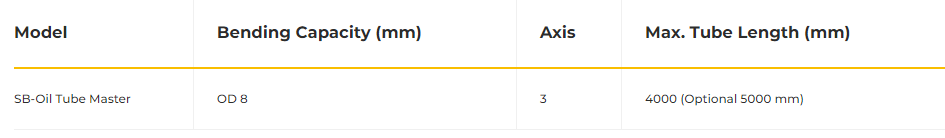 Model Bending Capacity (mm) Axis Max. Tube Length (mm)
SB-Oil Tube Master OD 8 3 4000 (Optional 5000 mm)